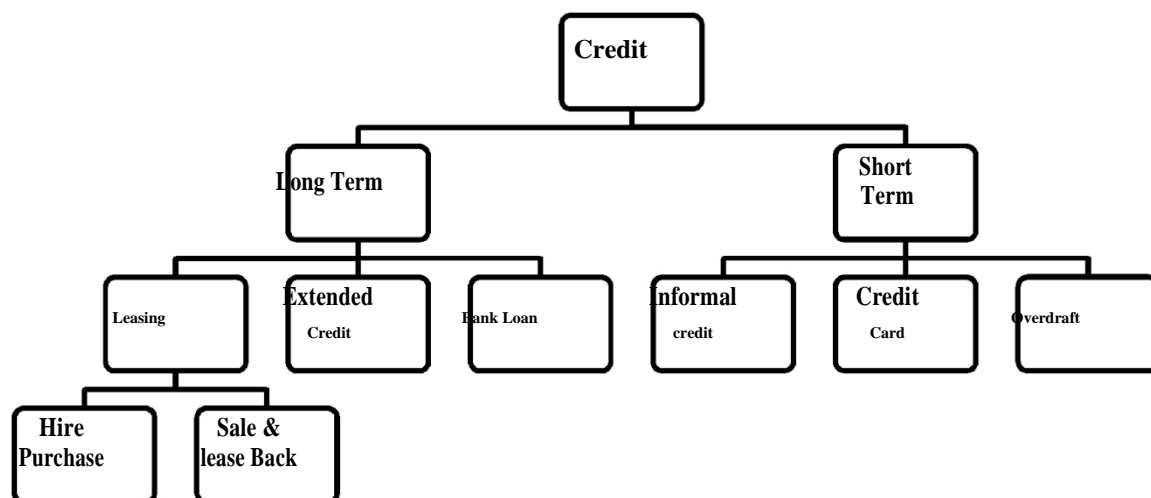 Credit
Long Term
Short
Term
Leasing
Extended
Credit
Bank Loan
Informal
credit
Credit
Card
Overdraft
Hire
Purchase
Sale &
lease Back